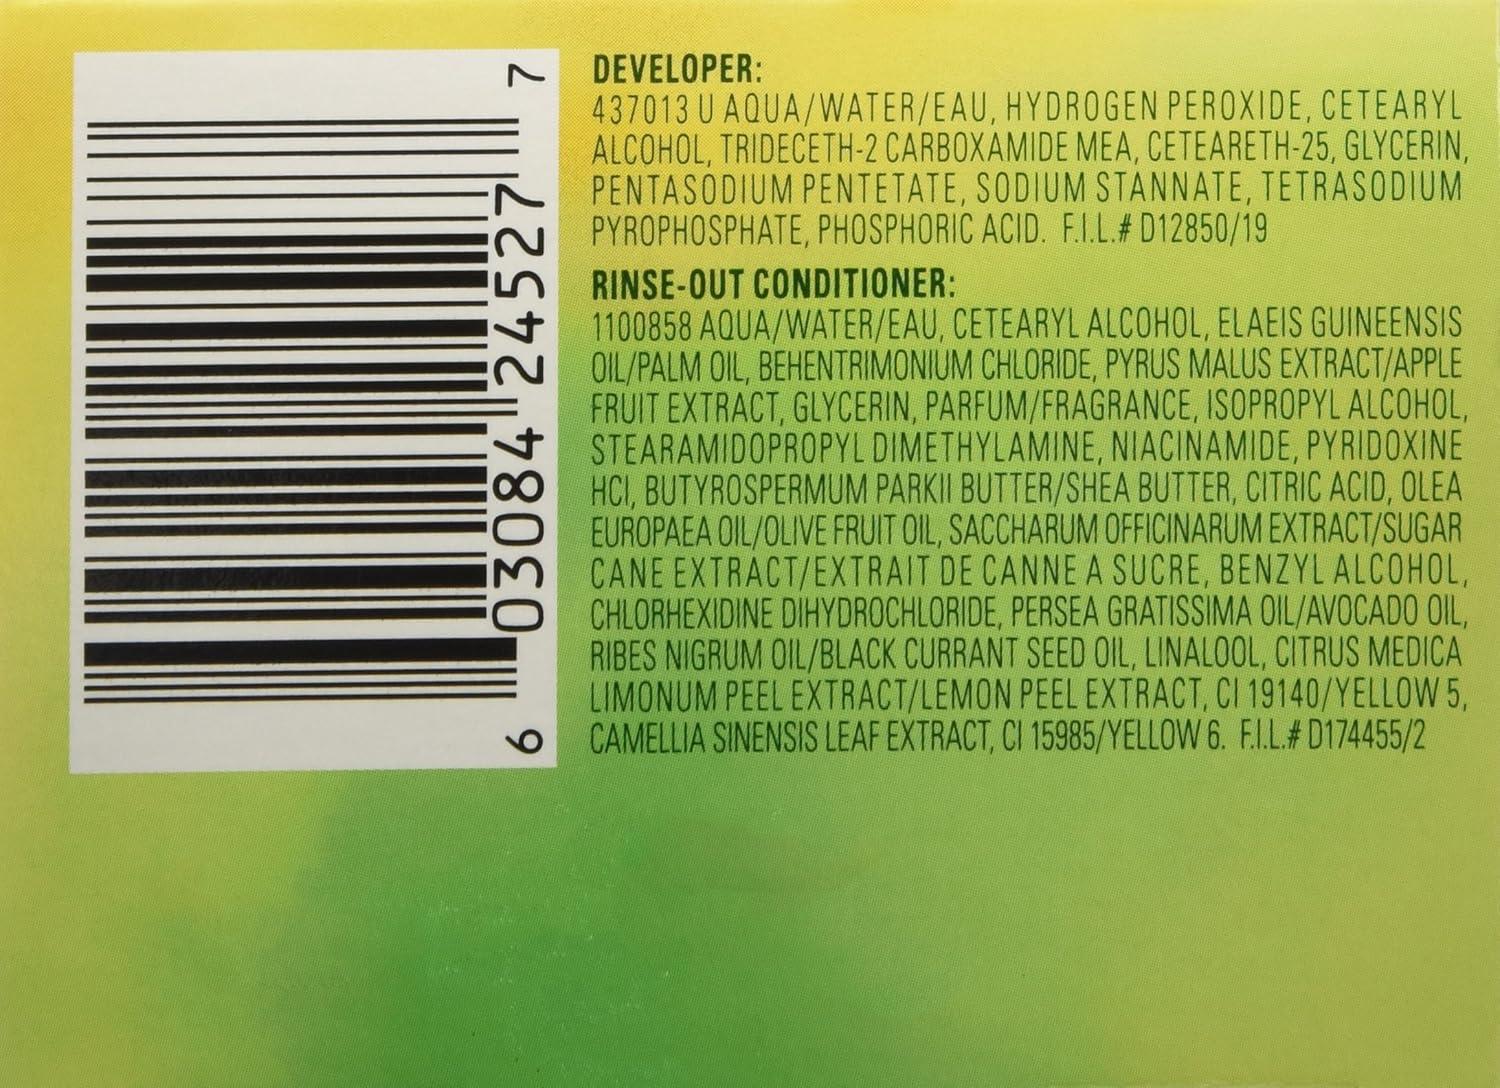 6 03084 24527 7
DEVELOPER:
437013 U AQUA/WATER/EAU, HYDROGEN PEROXIDE, CETEARYL
ALCOHOL, TRIDECETH-2 CARBOXAMIDE MEA, CETEARETH-25, GLYCERIN,
PENTASODIUM PENTETATE, SODIUM STANNATE, TETRASODIUM
PYROPHOSPHATE, PHOSPHORIC ACID. F.I.L.# D12850/19
RINSE-OUT CONDITIONER:
1100858 AQUA/WATER/EAU, CETEARYL ALCOHOL, ELAEIS GUINEENSIS
OIL/PALM OIL, BEHENTRIMONIUM CHLORIDE, PYRUS MALUS EXTRACT/APPLE
FRUIT EXTRACT, GLYCERIN, PARFUM/FRAGRANCE, ISOPROPYL ALCOHOL,
STEARAMIDOPROPYL DIMETHYLAMINE, NIACINAMIDE, PYRIDOXINE
HCI, BUTYROSPERMUM PARKII BUTTER/SHEA BUTTER, CITRIC ACID, OLEA
EUROPAEA OIL/OLIVE FRUIT OIL, SACCHARUM OFFICINARUM EXTRACT/SUGAR
CANE EXTRACT/EXTRAIT DE CANNE A SUCRE, BENZYL ALCOHOL,
CHLORHEXIDINE DIHYDROCHLORIDE, PERSEA GRATISSIMA OIL/AVOCADO OIL,
RIBES NIGRUM OIL/BLACK CURRANT SEED OIL, LINALOOL, CITRUS MEDICA
LIMONUM PEEL EXTRACT/LEMON PEEL EXTRACT, CI 19140/YELLOW 5,
CAMELLIA SINENSIS LEAF EXTRACT, CI 15985/YELLOW 6. F.I.L.# D174455/2